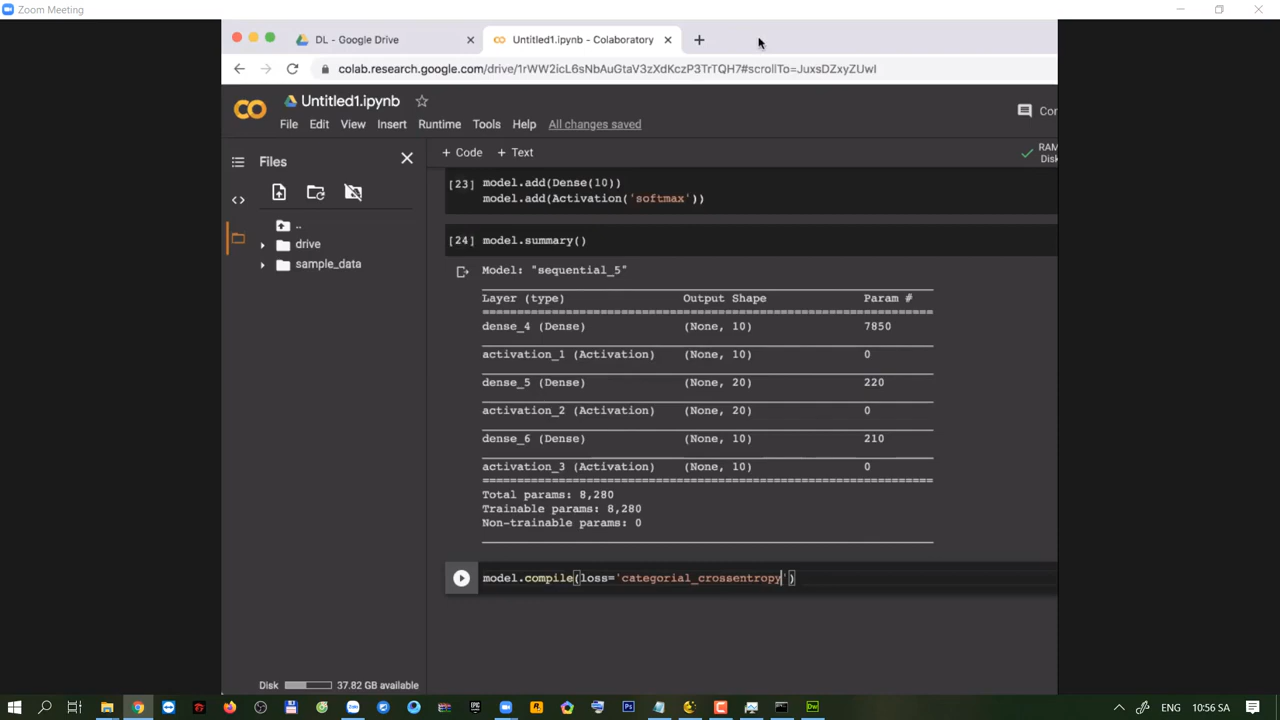 Zoom Meeting
DL - Google Drive
Untitled1.ipynb - Colaboratory
colab.research.google.com/drive/1rWW2icL6sNbAuGtaV3zXdKczP3TrTQH7#scrollTo=JuxsDZxyZUwI
Untitled1.ipynb
File Edit View Insert Runtime Tools Help All changes saved
+ Code + Text
RAM
Disk
Files
..
drive
sample_data
[23] model.add(Dense(10))
model.add(Activation('softmax'))
[24] model.summary()
Model: "sequential_5"
Layer (type) Output Shape Param #
dense_4 (Dense) (None, 10) 7850
activation_1 (Activation) (None, 10) 0
dense_5 (Dense) (None, 20) 220
activation_2 (Activation) (None, 20) 0
dense_6 (Dense) (None, 10) 210
activation_3 (Activation) (None, 10) 0
Total params: 8,280
Trainable params: 8,280
Non-trainable params: 0
model.compile(loss='categorial_crossentropy')
Disk 37.82 GB available
10:56 SA